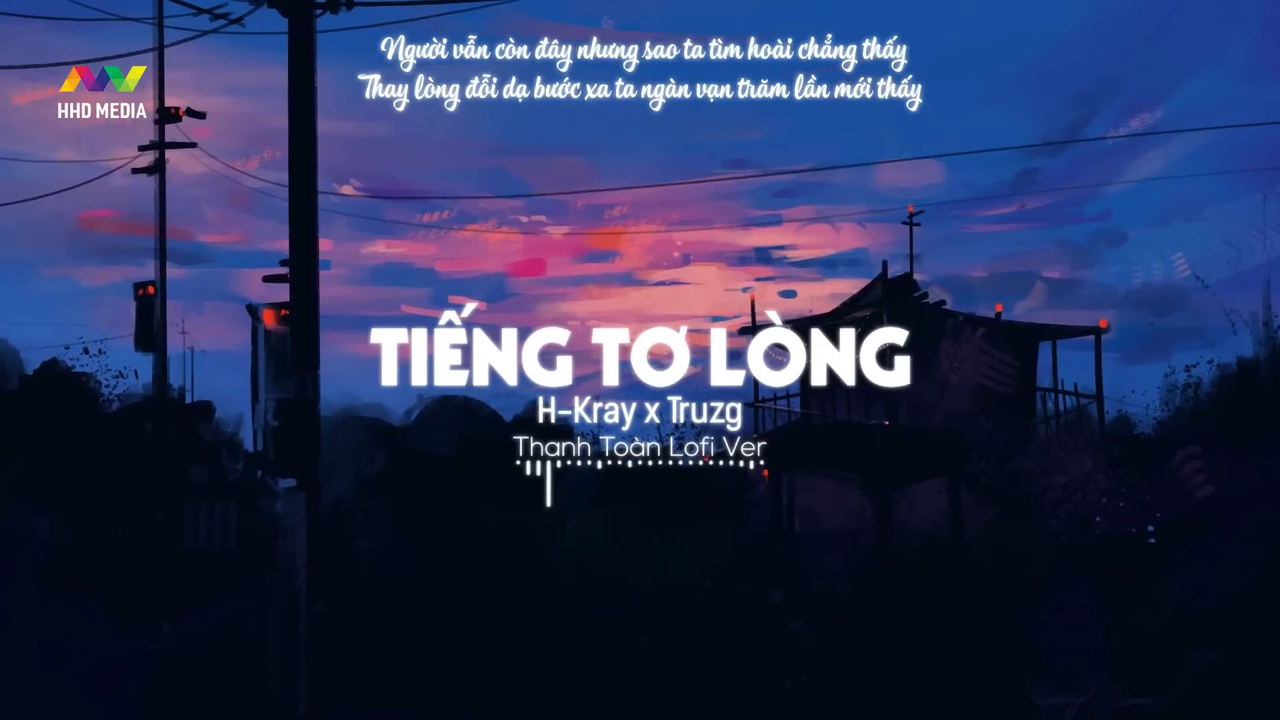 Người vẫn còn đây nhưng sao ta tìm hoài chẳng thấy
Thay lòng đỗi dạ bước xa ta ngàn vạn trăm lần mới thấy
HHD MEDIA
TIẾNG TƠ LÒNG
H-Kray x Truzg
Thanh Toàn Lofi Ver